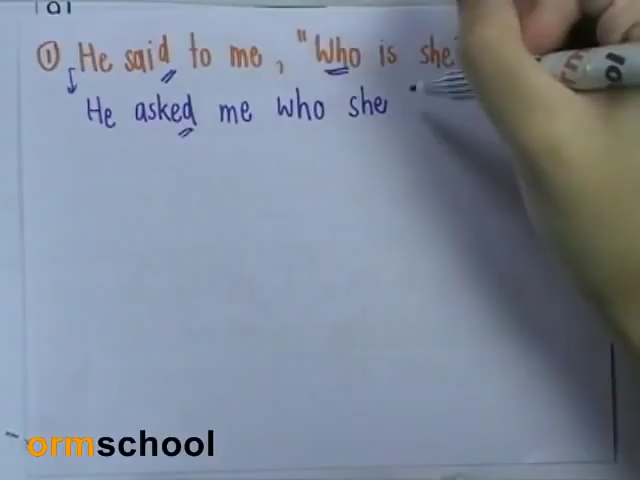 ① He said to me, "Who is she
He asked me who she
ormschool